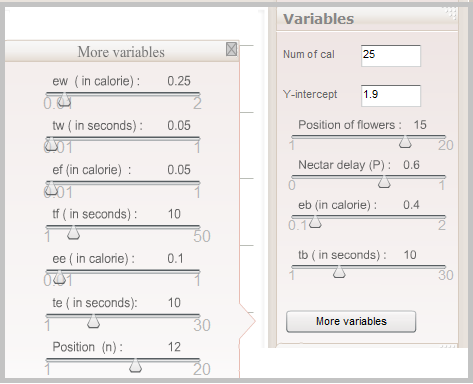 More variables
ew ( in calorie) : 0.25
0.01 2
tw ( in seconds) : 0.05
0.01 1
ef (in calorie) : 0.05
0.01 1
tf ( in seconds) : 10
1 50
ee ( in calorie) : 0.1
0.01 1
te ( in seconds): 10
1 30
Position (n) : 12
1 20
Variables
Num of cal 25
Y-intercept 1.9
Position of flowers : 15
1 20
Nectar delay (P) : 0.6
0 1
eb (in calorie) : 0.4
0.1 2
tb ( in seconds) : 10
1 30
More variables